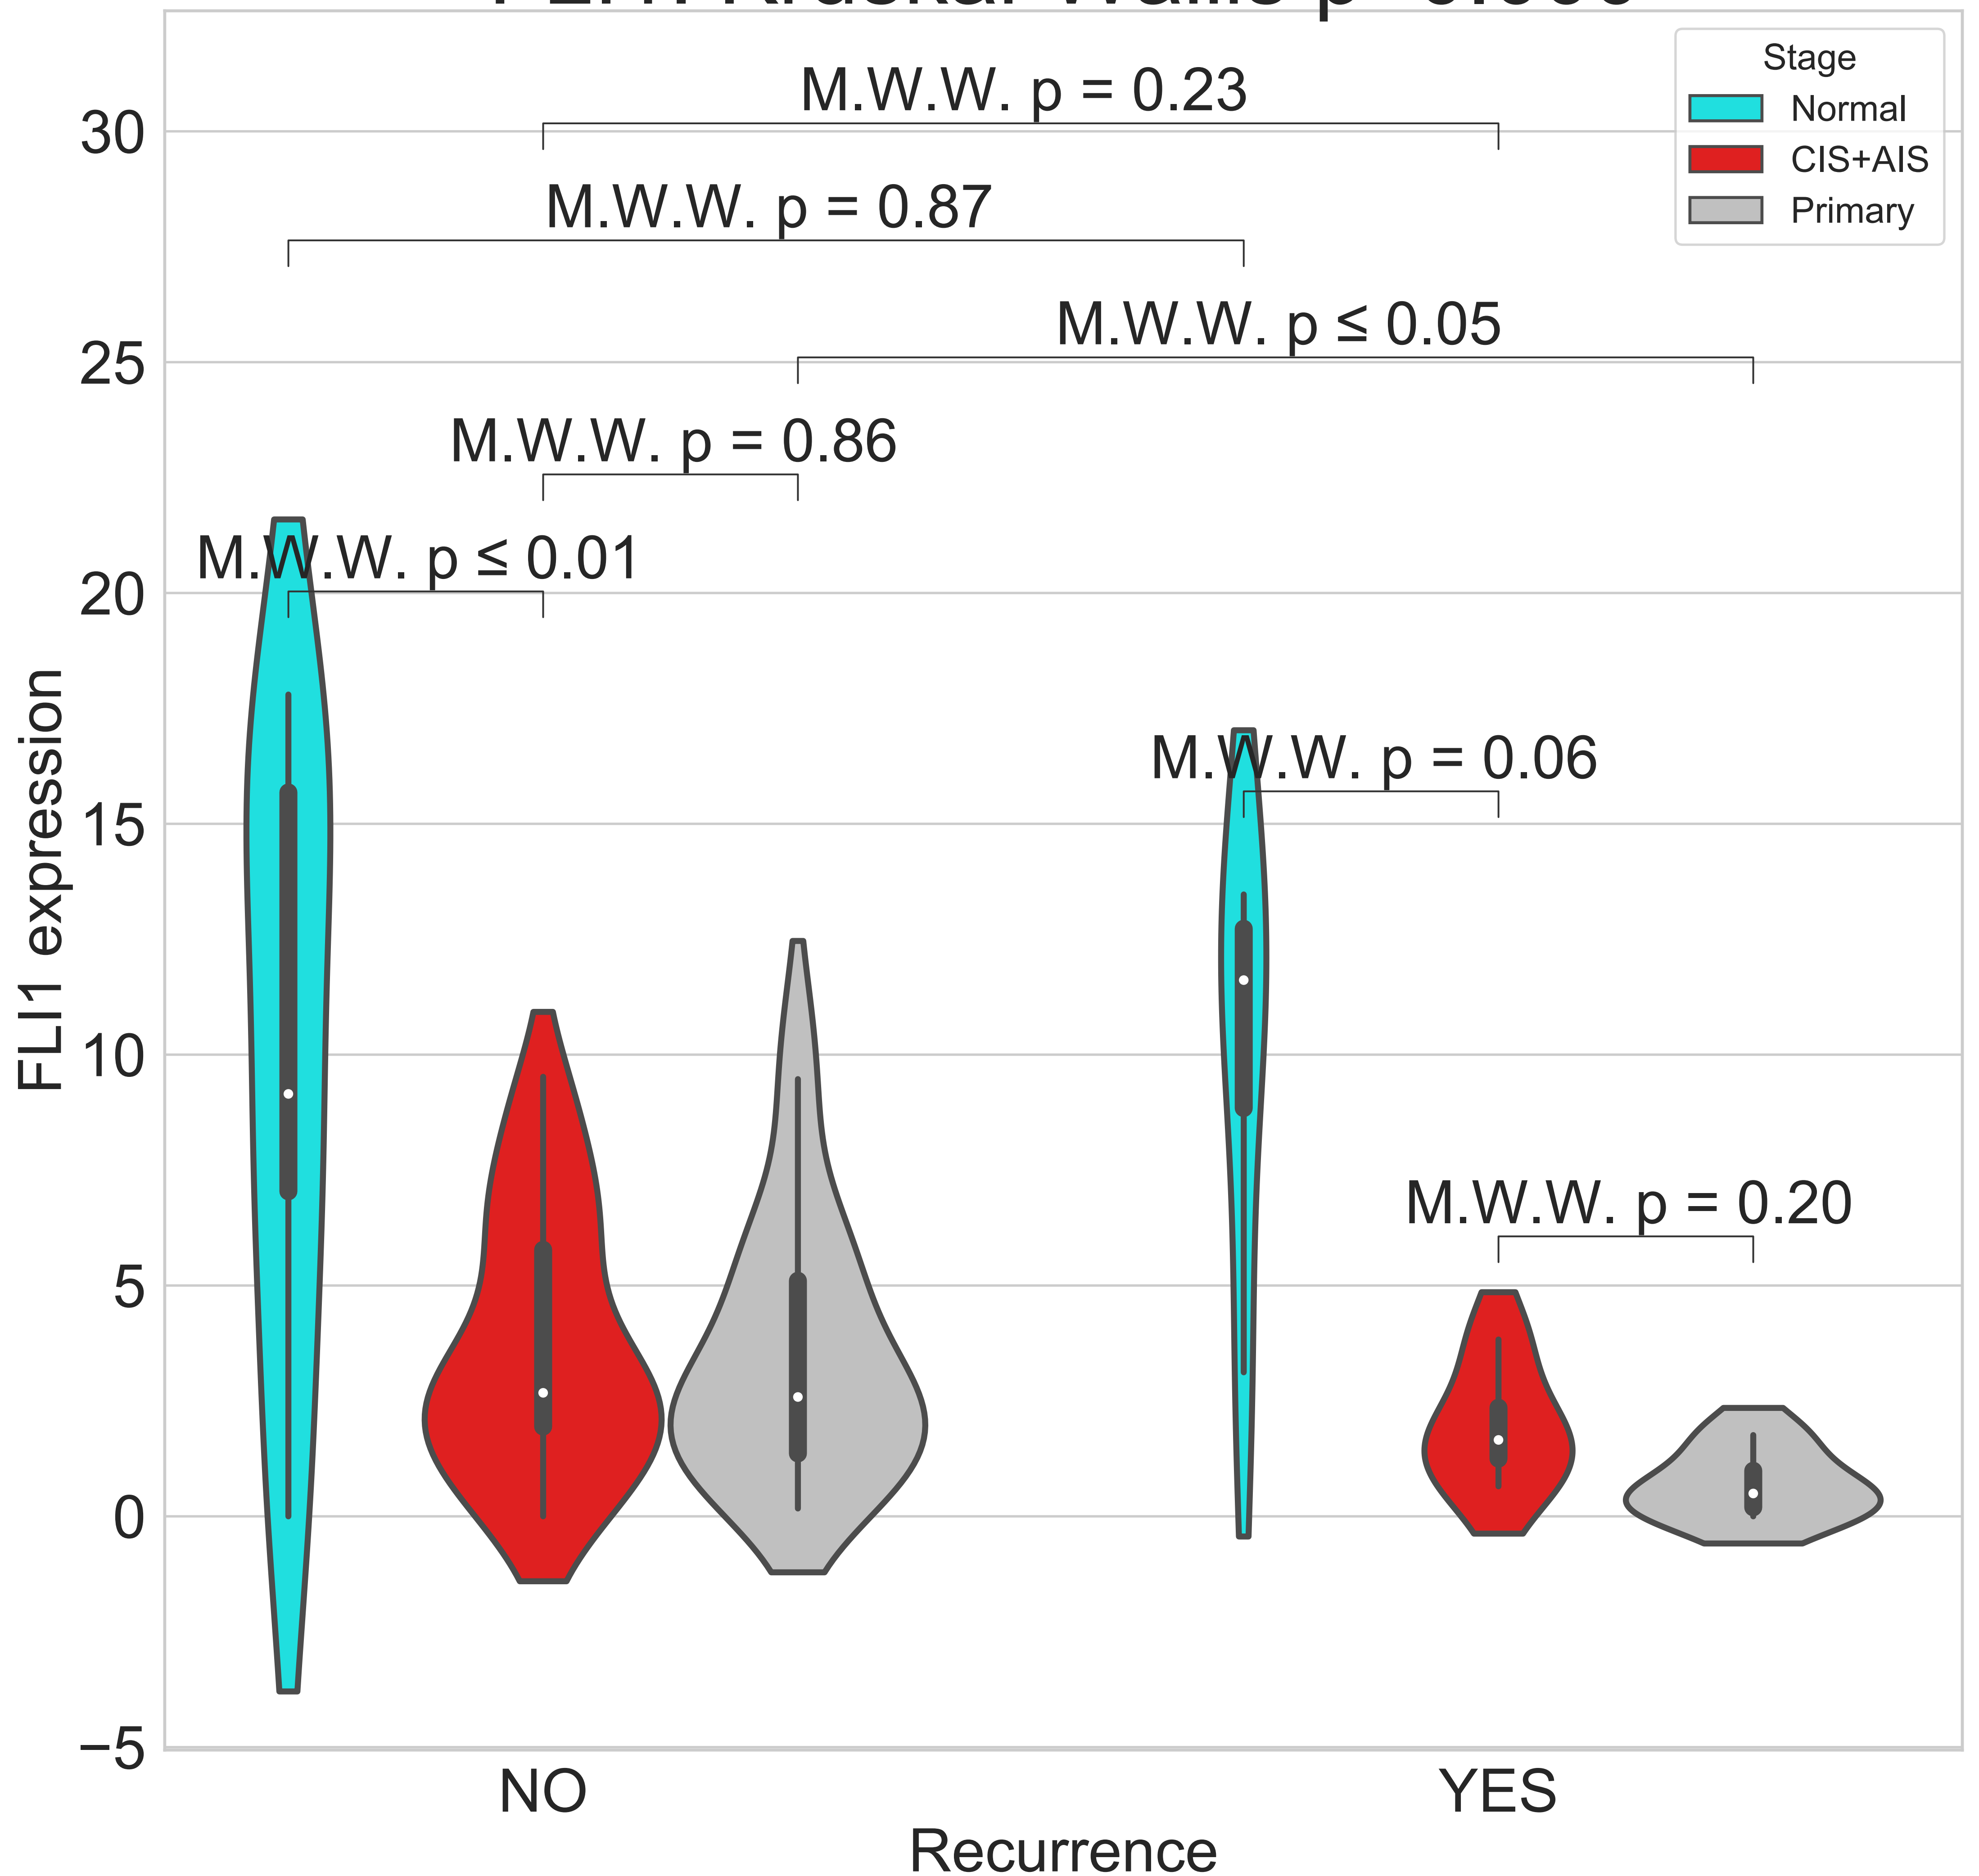 Stage
Normal
CIS+AIS
Primary
M.W.W. p = 0.23
M.W.W. p = 0.87
M.W.W. p ≤ 0.05
M.W.W. p = 0.86
M.W.W. p ≤ 0.01
M.W.W. p = 0.06
M.W.W. p = 0.20
30
25
20
15
10
5
0
−5
FLI1 expression
NO
YES
Recurrence